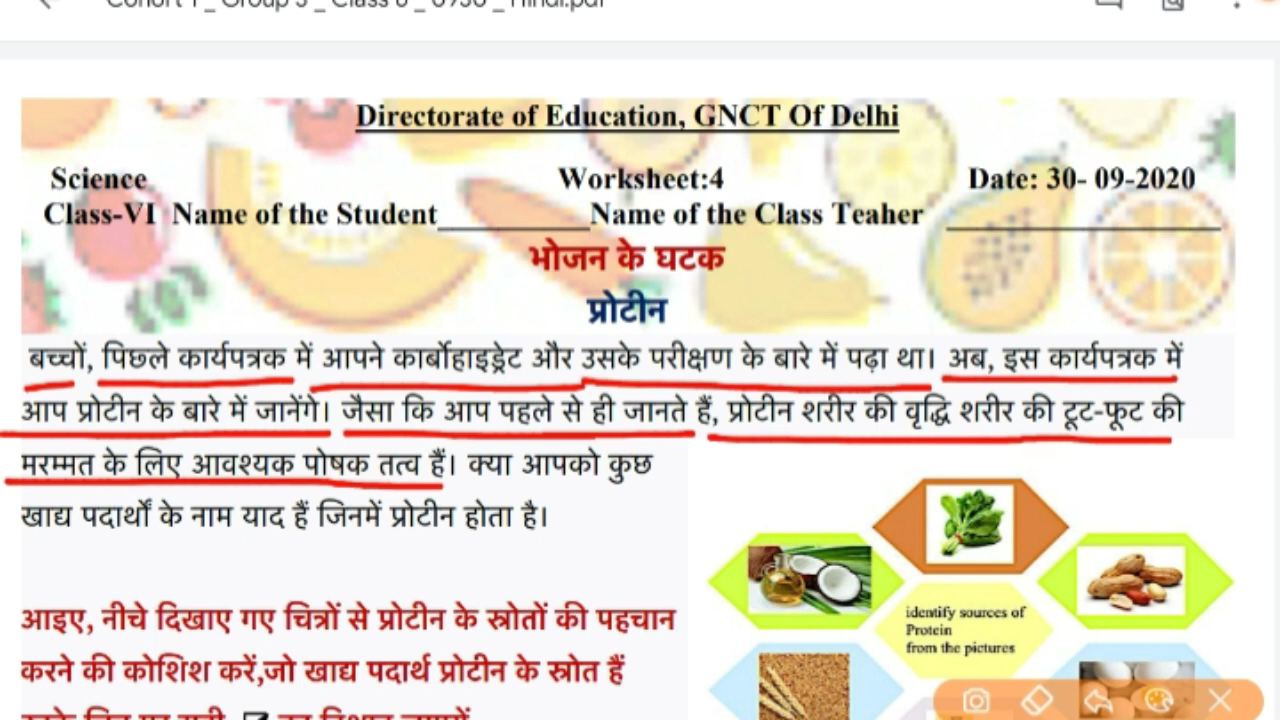 Directorate of Education, GNCT Of Delhi
Science Worksheet:4 Date: 30- 09-2020
Class-VI Name of the Student__________Name of the Class Teaher __________________
भोजन के घटक
प्रोटीन
बच्चों, पिछले कार्यपत्रक में आपने कार्बोहाइड्रेट और उसके परीक्षण के बारे में पढ़ा था। अब, इस कार्यपत्रक में
आप प्रोटीन के बारे में जानेंगे। जैसा कि आप पहले से ही जानते हैं, प्रोटीन शरीर की वृद्धि शरीर की टूट-फूट की
मरम्मत के लिए आवश्यक पोषक तत्व हैं। क्या आपको कुछ
खाद्य पदार्थों के नाम याद हैं जिनमें प्रोटीन होता है।
आइए, नीचे दिखाए गए चित्रों से प्रोटीन के स्रोतों की पहचान
करने की कोशिश करें,जो खाद्य पदार्थ प्रोटीन के स्रोत हैं
identify sources of
Protein
from the pictures